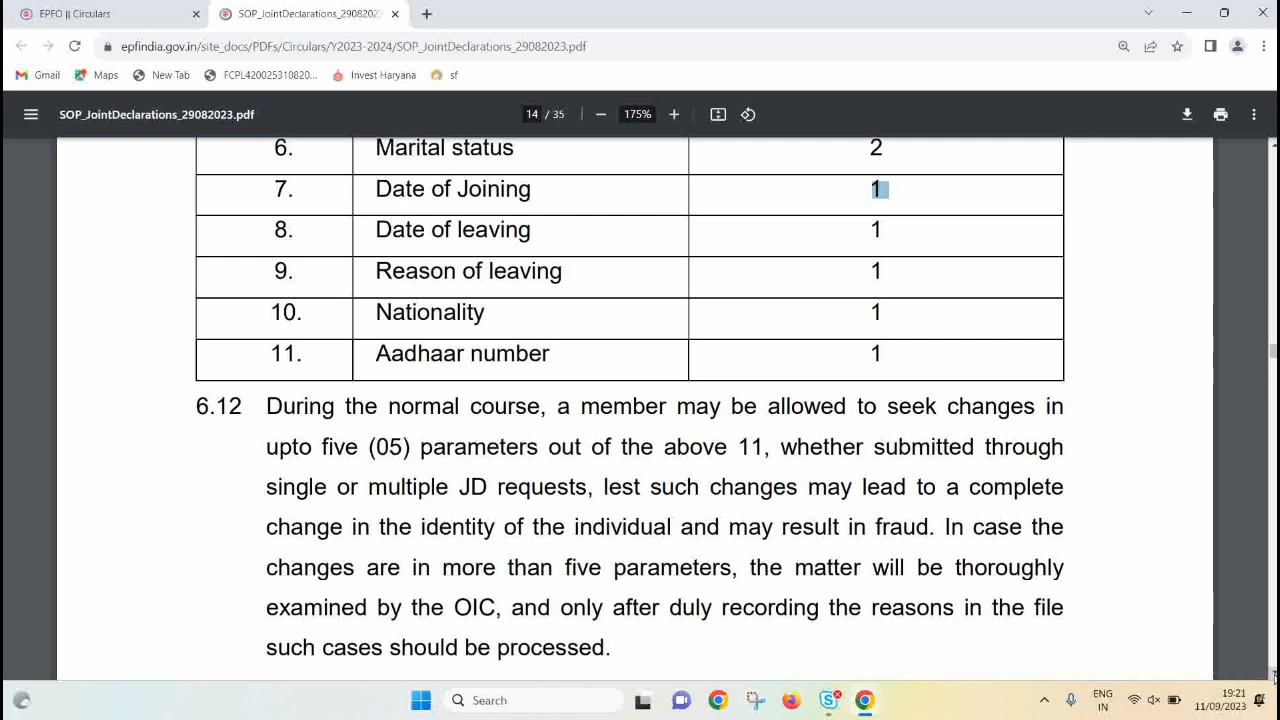 EPFO || Circulars
SOP_JointDeclarations_29082023
epfindia.gov.in/site_docs/PDFs/Circulars/Y2023-2024/SOP_JointDeclarations_29082023.pdf
Gmail Maps New Tab FCPL420025310820... Invest Haryana sf
SOP_JointDeclarations_29082023.pdf 14 / 35 175%
6. Marital status 2
7. Date of Joining 1
8. Date of leaving 1
9. Reason of leaving 1
10. Nationality 1
11. Aadhaar number 1
6.12 During the normal course, a member may be allowed to seek changes in
upto five (05) parameters out of the above 11, whether submitted through
single or multiple JD requests, lest such changes may lead to a complete
change in the identity of the individual and may result in fraud. In case the
changes are in more than five parameters, the matter will be thoroughly
examined by the OIC, and only after duly recording the reasons in the file
such cases should be processed.
Search
ENG
IN
19:21
11/09/2023